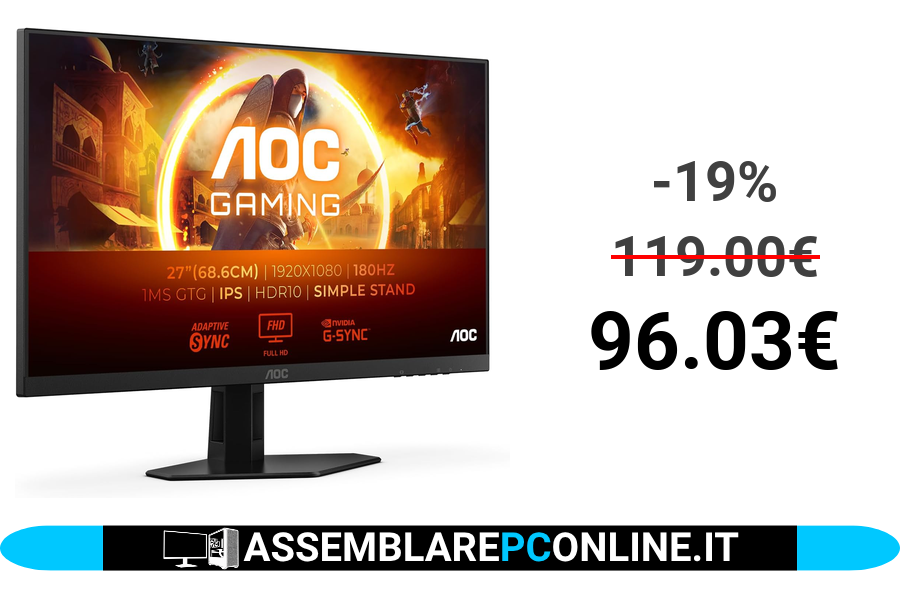 AOC
GAMING
27"(68.6CM) | 1920X1080 | 180HZ
1MS GTG | IPS | HDR10 | SIMPLE STAND
ADAPTIVE
SYNC
FHD
FULL HD
NVIDIA
G-SYNC
AOC
AOC
-19%
119.00€
96.03€
ASSEMBLAREPCONLINE.IT